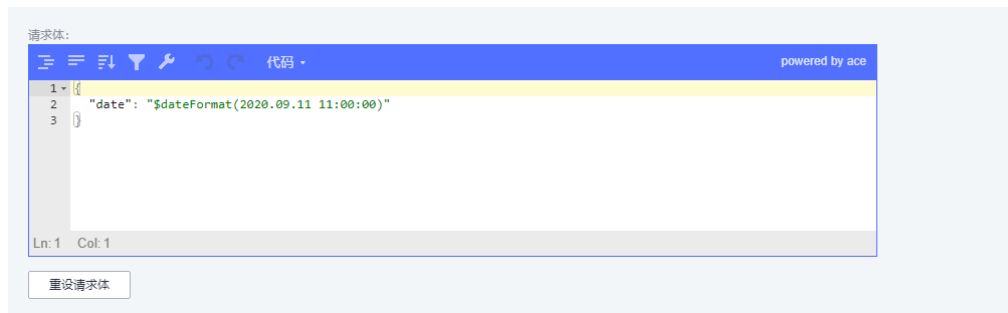 请求体:
代码 powered by ace
1 {
2 "date": "$dateFormat(2020.09.11 11:00:00)"
3 }
Ln: 1 Col: 1
重设请求体